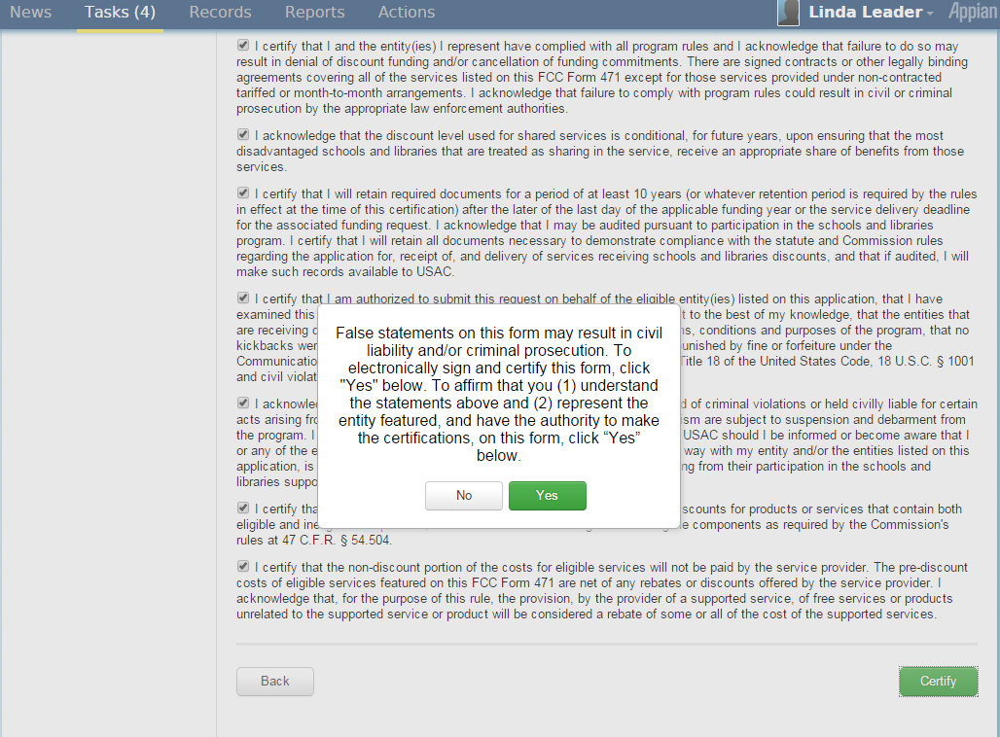 News Tasks (4) Records Reports Actions Linda Leader Appian
I certify that I and the entity(ies) I represent have complied with all program rules and I acknowledge that failure to do so may
result in denial of discount funding and/or cancellation of funding commitments. There are signed contracts or other legally binding
agreements covering all of the services listed on this FCC Form 471 except for those services provided under non-contracted
tariffed or month-to-month arrangements. I acknowledge that failure to comply with program rules could result in civil or criminal
prosecution by the appropriate law enforcement authorities.
I acknowledge that the discount level used for shared services is conditional, for future years, upon ensuring that the most
disadvantaged schools and libraries that are treated as sharing in the service, receive an appropriate share of benefits from those
services.
I certify that I will retain required documents for a period of at least 10 years (or whatever retention period is required by the rules
in effect at the time of this certification) after the later of the last day of the applicable funding year or the service delivery deadline
for the associated funding request. I acknowledge that I may be audited pursuant to participation in the schools and libraries
program. I certify that I will retain all documents necessary to demonstrate compliance with the statute and Commission rules
regarding the application for, receipt of, and delivery of services receiving schools and libraries discounts, and that if audited, I will
make such records available to USAC.
I certify that I am authorized to submit this request on behalf of the eligible entity(ies) listed on this application, that I have
examined this t to the best of my knowledge, that the entities that
are receiving conditions and purposes of the program, that no
kickbacks wer unished by fine or forfeiture under the
Communication Title 18 of the United States Code, 18 U.S.C. § 1001
and civil violat
I acknowle d of criminal violations or held civilly liable for certain
acts arising fro ism are subject to suspension and debarment from
the program. I USAC should I be informed or become aware that I
or any of the e way with my entity and/or the entities listed on this
application, is ng from their participation in the schools and
libraries suppo
I certify tha scounts for products or services that contain both
eligible and ine components as required by the Commission's
rules at 47 C.F.R. § 54.504.
I certify that the non-discount portion of the costs for eligible services will not be paid by the service provider. The pre-discount
costs of eligible services featured on this FCC Form 471 are net of any rebates or discounts offered by the service provider. I
acknowledge that, for the purpose of this rule, the provision, by the provider of a supported service, of free services or products
unrelated to the supported service or product will be considered a rebate of some or all of the cost of the supported services.
False statements on this form may result in civil
liability and/or criminal prosecution. To
electronically sign and certify this form, click
"Yes" below. To affirm that you (1) understand
the statements above and (2) represent the
entity featured, and have the authority to make
the certifications, on this form, click “Yes”
below.
No Yes
Back Certify